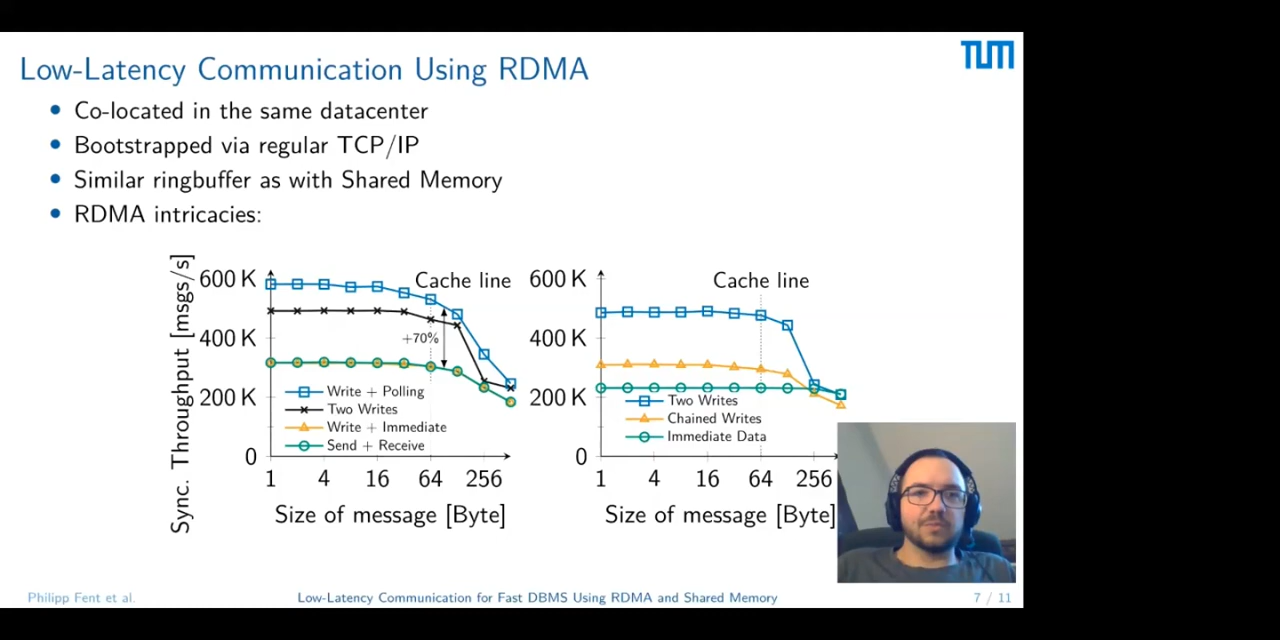 Low-Latency Communication Using RDMA
TUM
• Co-located in the same datacenter
• Bootstrapped via regular TCP/IP
• Similar ringbuffer as with Shared Memory
• RDMA intricacies:
Sync. Throughput [msgs/s]
600 K
400 K
200 K
0
Cache line
+70%
Write + Polling
Two Writes
Write + Immediate
Send + Receive
1 4 16 64 256
Size of message [Byte]
600 K
400 K
200 K
0
Cache line
Two Writes
Chained Writes
Immediate Data
1 4 16 64 256
Size of message [Byte]
Philipp Fent et al.
Low-Latency Communication for Fast DBMS Using RDMA and Shared Memory
7 / 11